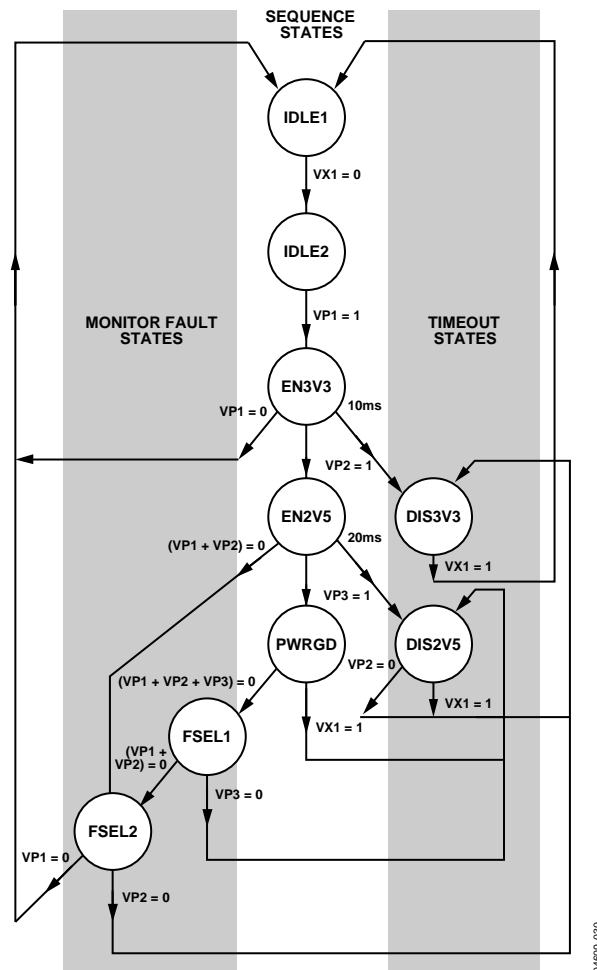 SEQUENCE
STATES
IDLE1
VX1 = 0
IDLE2
VP1 = 1
MONITOR FAULT
STATES
TIMEOUT
STATES
EN3V3
VP1 = 0
10ms
VP2 = 1
EN2V5
DIS3V3
(VP1 + VP2) = 0
20ms
VX1 = 1
VP3 = 1
PWRGD
DIS2V5
VP2 = 0
(VP1 + VP2 + VP3) = 0
VX1 = 1
VX1 = 1
FSEL1
(VP1 +
VP2) = 0
VP3 = 0
FSEL2
VP1 = 0
VP2 = 0